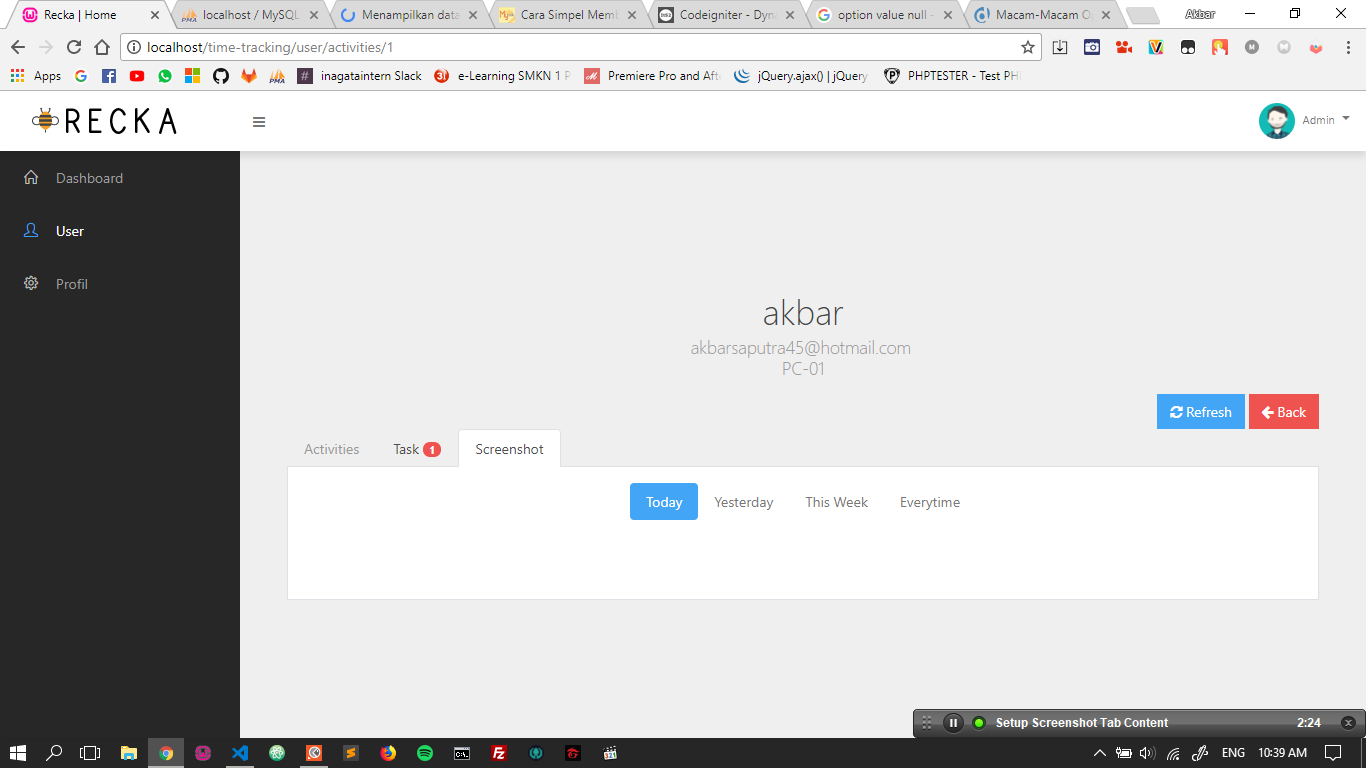 Recka | Home
localhost / MySQL
Menampilkan data
Cara Simpel Memb
Codeigniter - Dyna
option value null -
Macam-Macam O
Akbar
localhost/time-tracking/user/activities/1
Apps
inagataintern Slack
e-Learning SMKN 1 P
Premiere Pro and Aft
jQuery.ajax() | jQuery
PHPTESTER - Test PH
RECKA
Admin
Dashboard
User
Profil
akbar
akbarsaputra45@hotmail.com
PC-01
Refresh
Back
Activities
Task 1
Screenshot
Today
Yesterday
This Week
Everytime
Setup Screenshot Tab Content
2:24
ENG
10:39 AM